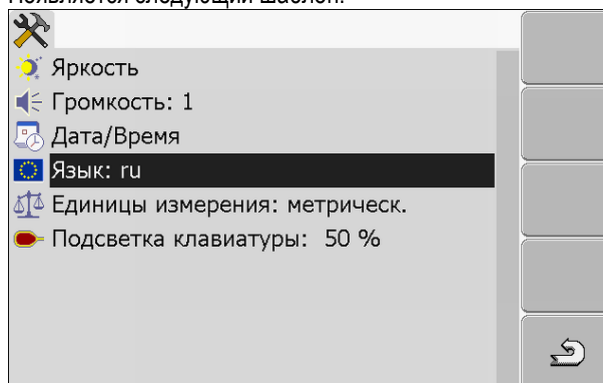 Появляется следующий шаблон:
Яркость
Громкость: 1
Дата/Время
Язык: ru
Единицы измерения: метрическ.
Подсветка клавиатуры: 50 %